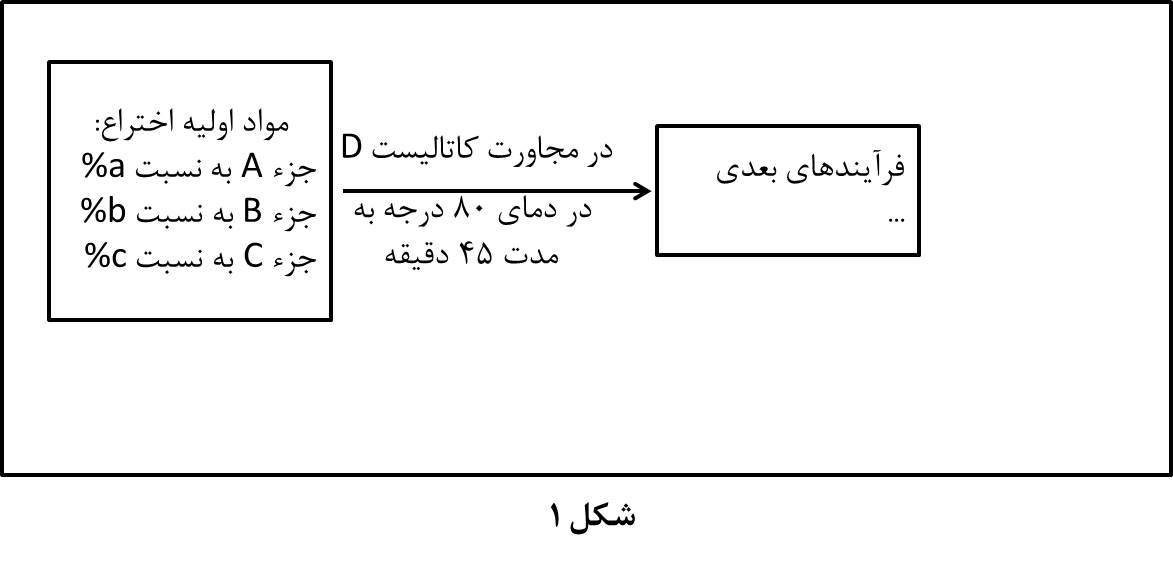 مواد اولیه اختراع:
جزء A به نسبت a%
جزء B به نسبت b%
جزء C به نسبت c%
در مجاورت کاتالیست D
در دمای ۸۰ درجه به
مدت ۴۵ دقیقه
فرآیندهای بعدی
...
شکل ۱